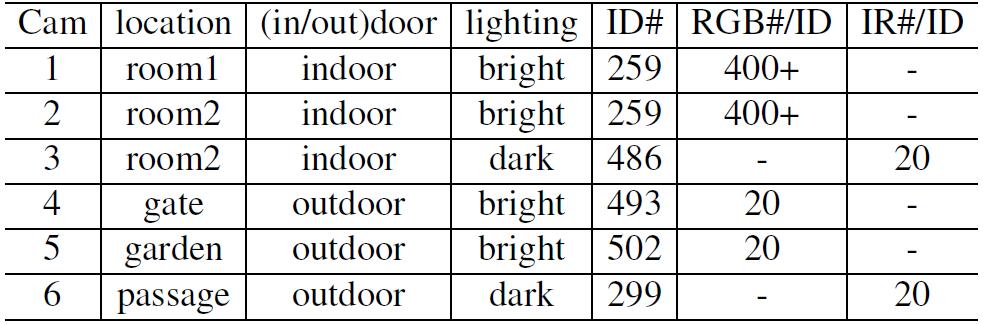 Cam location (in/out)door lighting ID# RGB#/ID IR#/ID
1 room1 indoor bright 259 400+ -
2 room2 indoor bright 259 400+ -
3 room2 indoor dark 486 - 20
4 gate outdoor bright 493 20 -
5 garden outdoor bright 502 20 -
6 passage outdoor dark 299 - 20